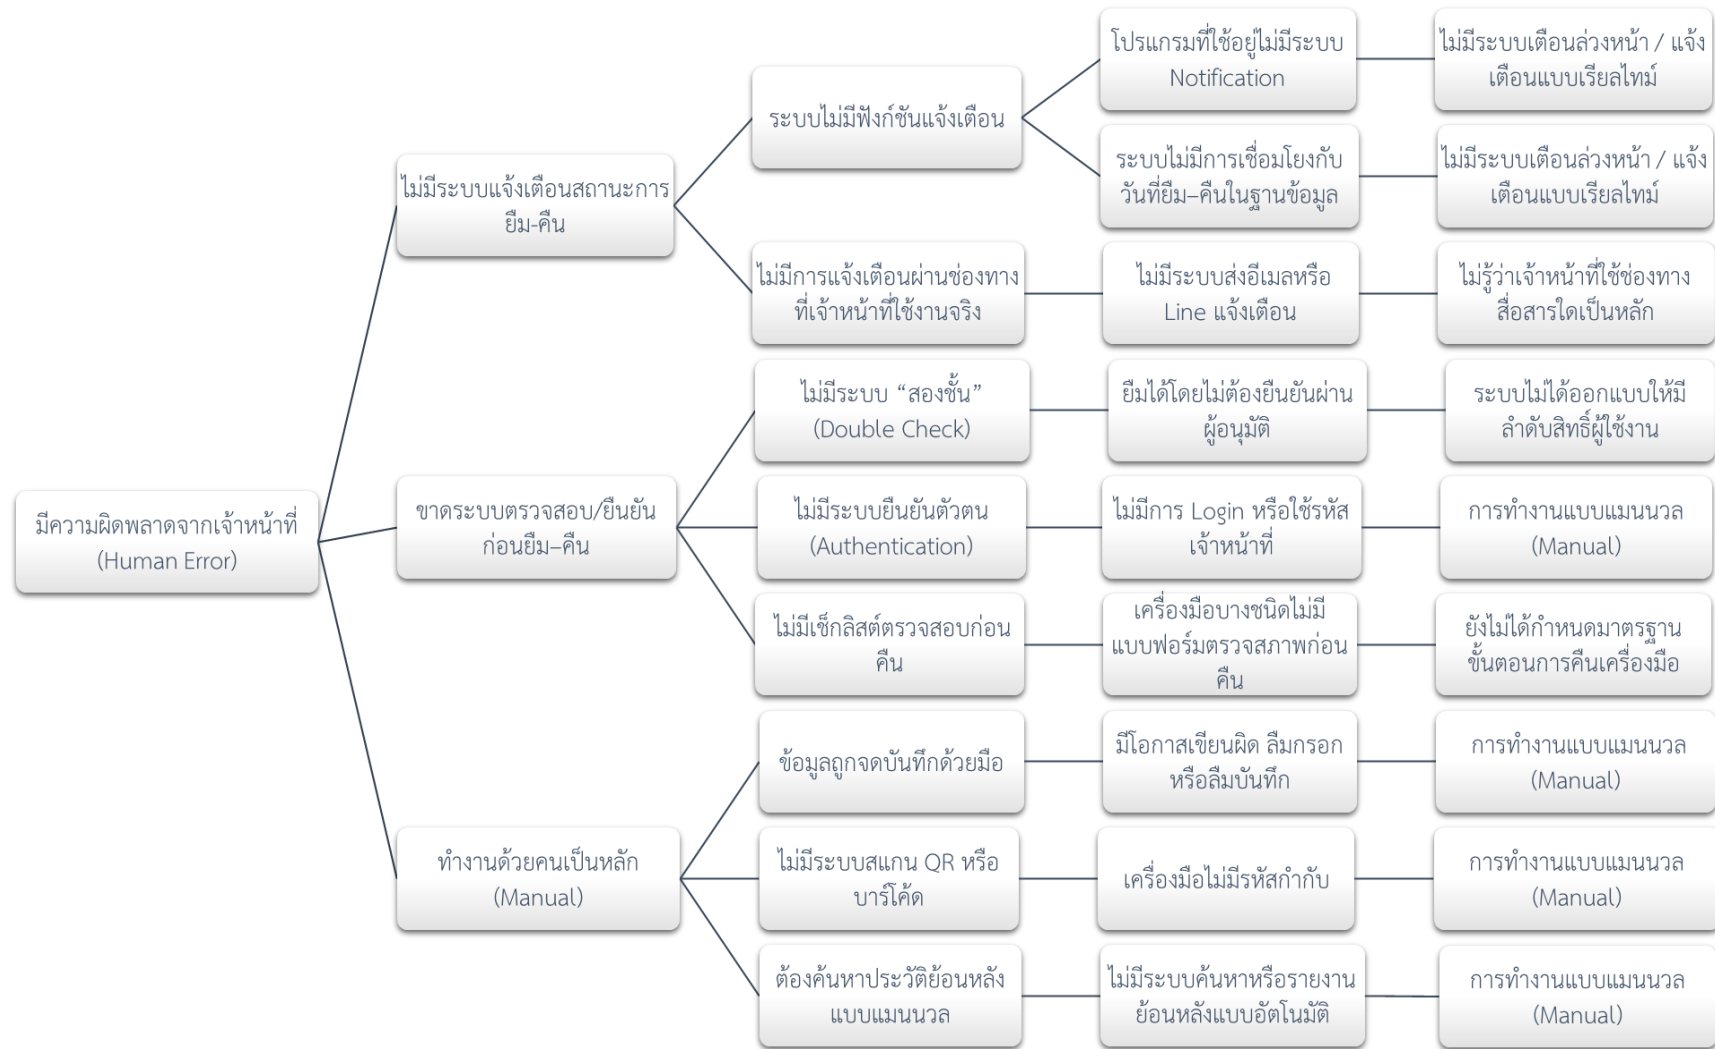 มีความผิดพลาดจากเจ้าหน้าที่
(Human Error)
ไม่มีระบบแจ้งเตือนสถานะการ
ยืม-คืน
ระบบไม่มีฟังก์ชันแจ้งเตือน
โปรแกรมที่ใช้อยู่ไม่มีระบบ
Notification
ไม่มีระบบเตือนล่วงหน้า / แจ้ง
เตือนแบบเรียลไทม์
ระบบไม่มีการเชื่อมโยงกับ
วันที่ยืม–คืนในฐานข้อมูล
ไม่มีระบบเตือนล่วงหน้า / แจ้ง
เตือนแบบเรียลไทม์
ไม่มีการแจ้งเตือนผ่านช่องทาง
ที่เจ้าหน้าที่ใช้งานจริง
ไม่มีระบบส่งอีเมลหรือ
Line แจ้งเตือน
ไม่รู้ว่าเจ้าหน้าที่ใช้ช่องทาง
สื่อสารใดเป็นหลัก
ขาดระบบตรวจสอบ/ยืนยัน
ก่อนยืม–คืน
ไม่มีระบบ “สองชั้น”
(Double Check)
ยืมได้โดยไม่ต้องยืนยันผ่าน
ผู้อนุมัติ
ระบบไม่ได้ออกแบบให้มี
ลำดับสิทธิ์ผู้ใช้งาน
ไม่มีระบบยืนยันตัวตน
(Authentication)
ไม่มีการ Login หรือใช้รหัส
เจ้าหน้าที่
การทำงานแบบแมนนวล
(Manual)
ไม่มีเช็กลิสต์ตรวจสอบก่อน
คืน
เครื่องมือบางชนิดไม่มี
แบบฟอร์มตรวจสภาพก่อน
คืน
ยังไม่ได้กำหนดมาตรฐาน
ขั้นตอนการคืนเครื่องมือ
ทำงานด้วยคนเป็นหลัก
(Manual)
ข้อมูลถูกจดบันทึกด้วยมือ
มีโอกาสเขียนผิด ลืมกรอก
หรือลืมบันทึก
การทำงานแบบแมนนวล
(Manual)
ไม่มีระบบสแกน QR หรือ
บาร์โค้ด
เครื่องมือไม่มีรหัสกำกับ
การทำงานแบบแมนนวล
(Manual)
ต้องค้นหาประวัติย้อนหลัง
แบบแมนนวล
ไม่มีระบบค้นหาหรือรายงาน
ย้อนหลังแบบอัตโนมัติ
การทำงานแบบแมนนวล
(Manual)